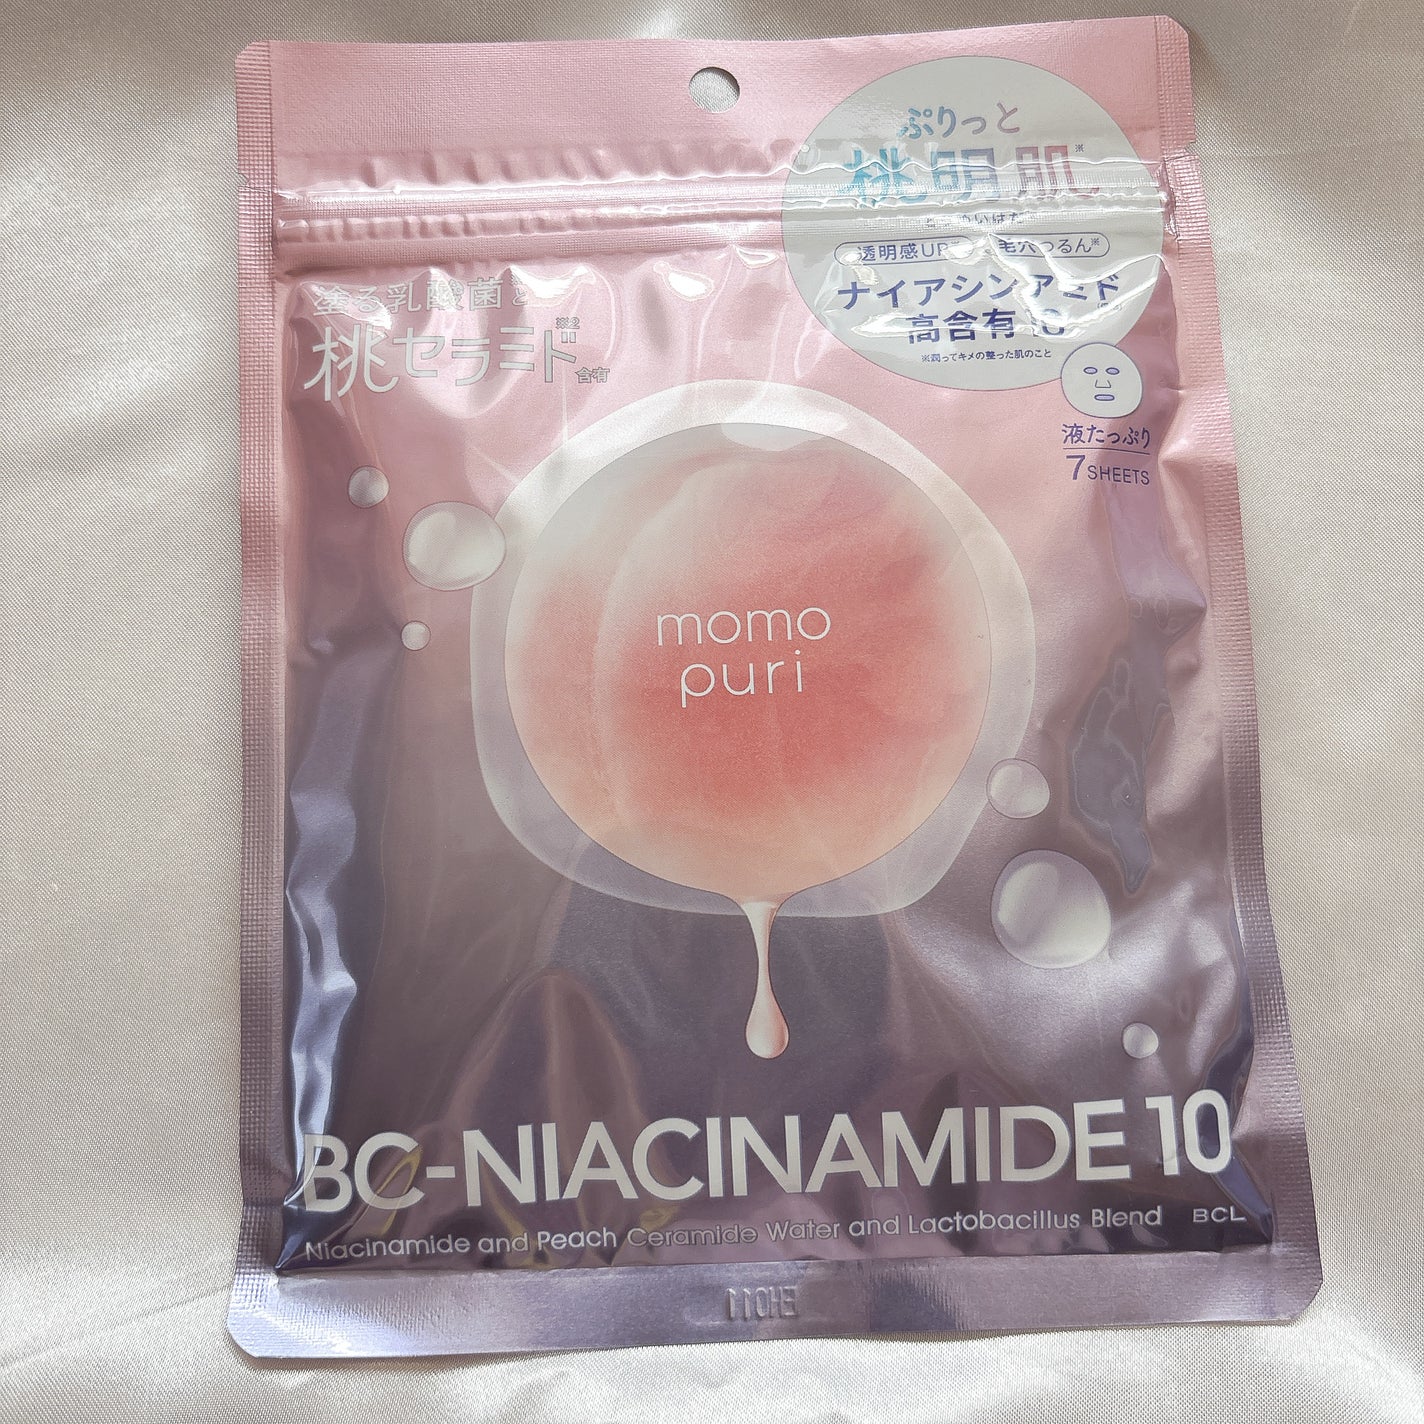 ぷりっと
桃明肌※
透明感UP
毛穴つるん※
ナイアシンアミド
高含有
※潤ってキメの整った肌のこと
塗る乳酸菌
桃セラミド※2
含有
液たっぷり
7SHEETS
momo
puri
BC-NIACINAMIDE 10
Niacinamide and Peach Ceramide Water and Lactobacillus Blend
BCL